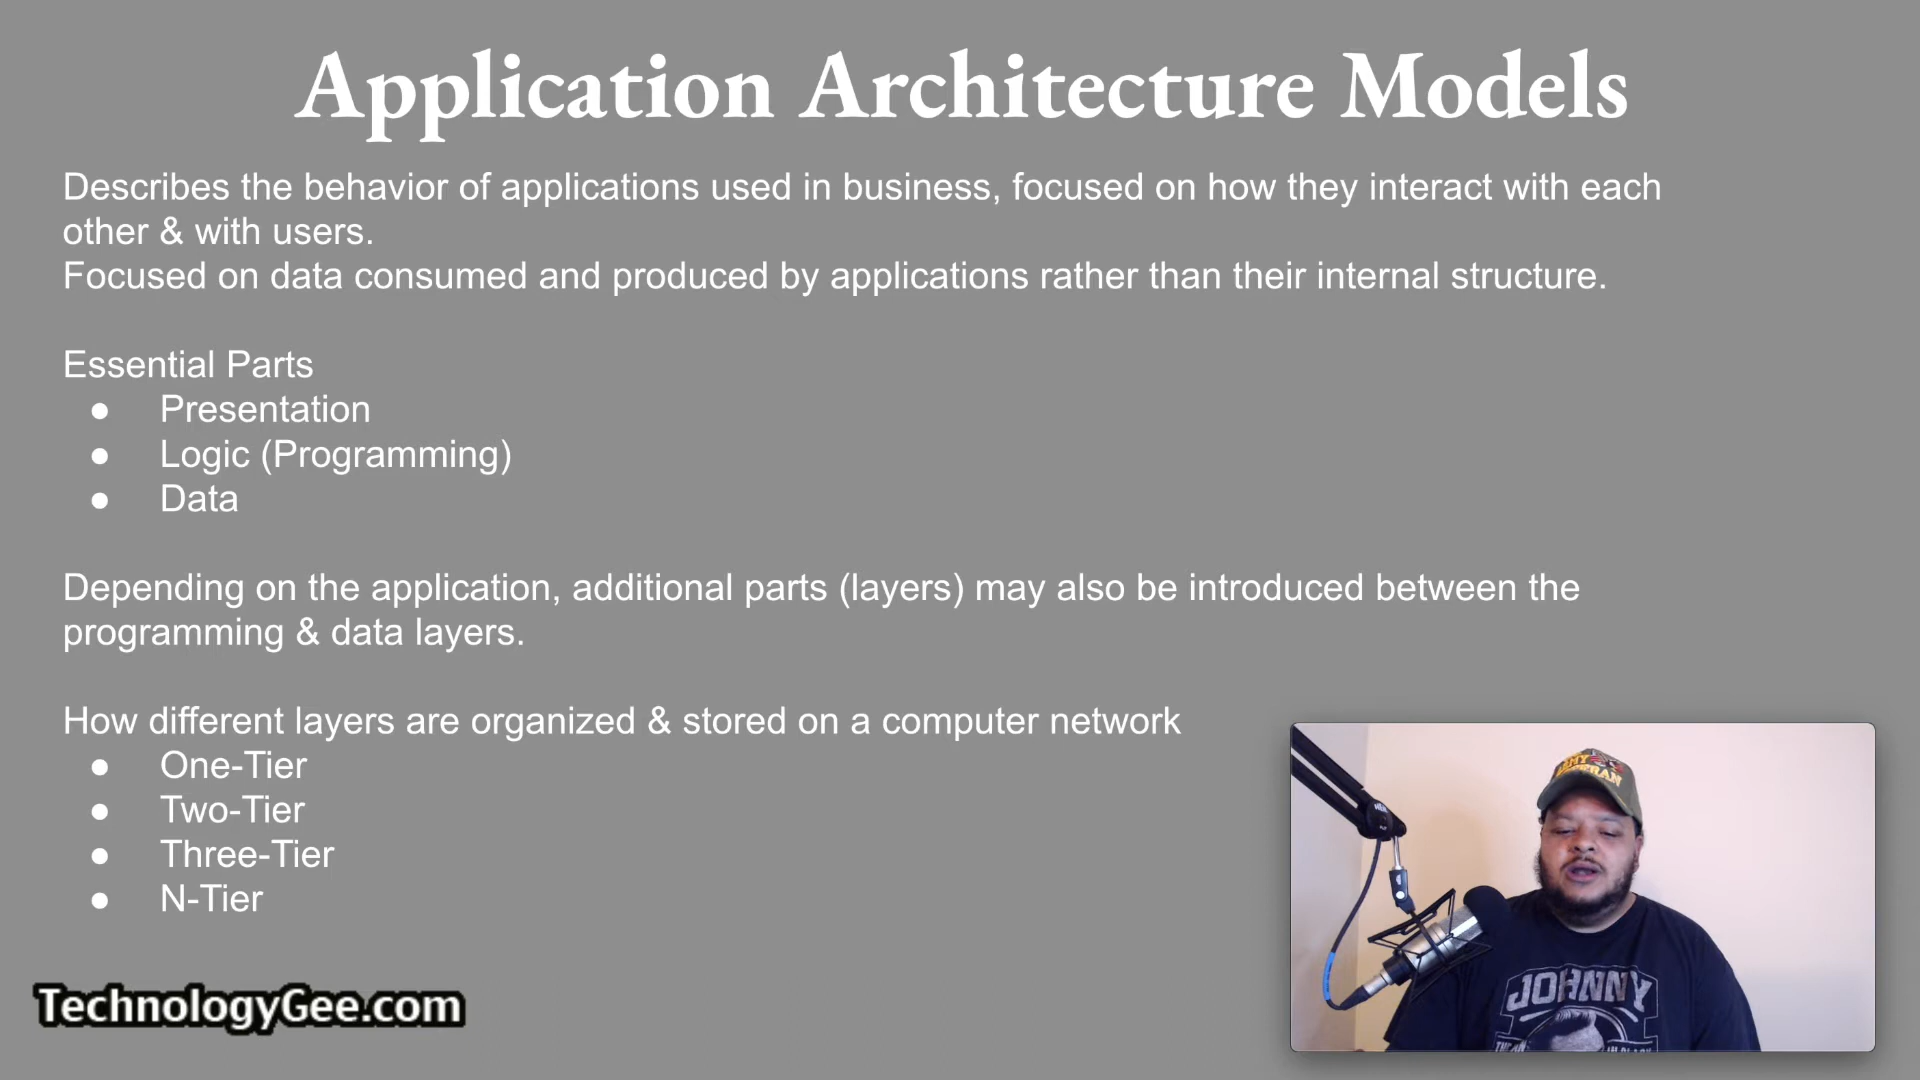 Application Architecture Models
Describes the behavior of applications used in business, focused on how they interact with each
other & with users.
Focused on data consumed and produced by applications rather than their internal structure.
Essential Parts
● Presentation
● Logic (Programming)
● Data
Depending on the application, additional parts (layers) may also be introduced between the
programming & data layers.
How different layers are organized & stored on a computer network
● One-Tier
● Two-Tier
● Three-Tier
● N-Tier
TechnologyGee.com
JOHNNY